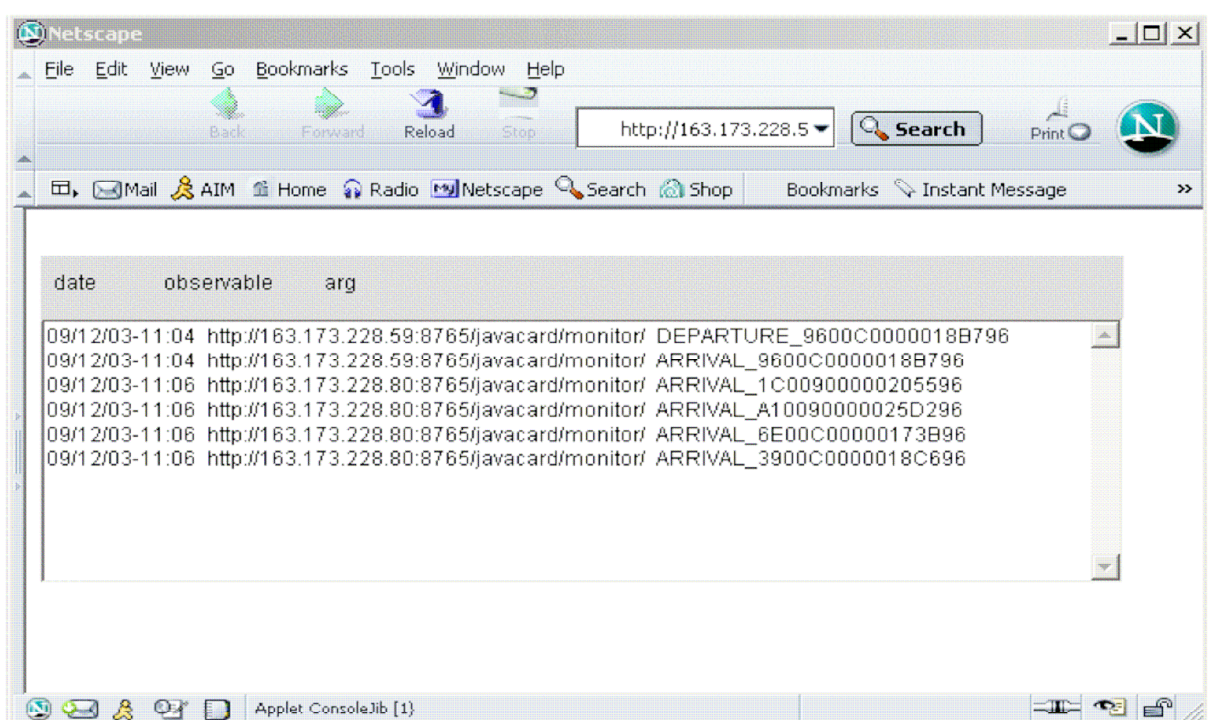 Netscape
File Edit View Go Bookmarks Tools Window Help
Back Forward Reload Stop http://163.173.228.5 Search Print N
Mail AIM Home Radio My Netscape Search Shop Bookmarks Instant Message »
date observable arg
09/12/03-11:04 http://163.173.228.59:8765/javacard/monitor/ DEPARTURE_9600C0000018B796
09/12/03-11:04 http://163.173.228.59:8765/javacard/monitor/ ARRIVAL_9600C0000018B796
09/12/03-11:06 http://163.173.228.80:8765/javacard/monitor/ ARRIVAL_1C00900000205596
09/12/03-11:06 http://163.173.228.80:8765/javacard/monitor/ ARRIVAL_A10090000025D296
09/12/03-11:06 http://163.173.228.80:8765/javacard/monitor/ ARRIVAL_6E00C00000173B96
09/12/03-11:06 http://163.173.228.80:8765/javacard/monitor/ ARRIVAL_3900C0000018C696
Applet ConsoleJib [1}